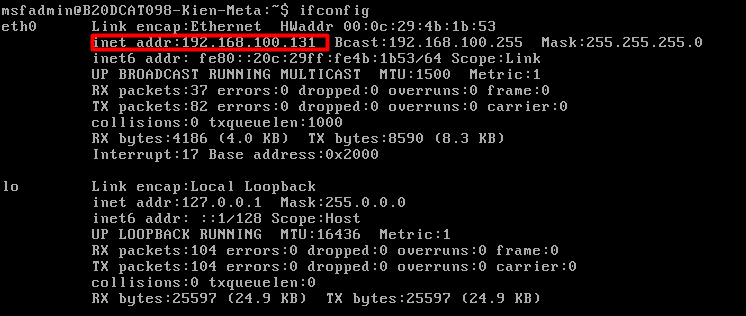 msfadmin@B20DCAT098-Kien-Meta:~$ ifconfig
eth0      Link encap:Ethernet  HWaddr 00:0c:29:4b:1b:53
          inet addr:192.168.100.131  Bcast:192.168.100.255  Mask:255.255.255.0
          inet6 addr: fe80::20c:29ff:fe4b:1b53/64 Scope:Link
          UP BROADCAST RUNNING MULTICAST  MTU:1500  Metric:1
          RX packets:37 errors:0 dropped:0 overruns:0 frame:0
          TX packets:82 errors:0 dropped:0 overruns:0 carrier:0
          collisions:0 txqueuelen:1000
          RX bytes:4186 (4.0 KB)  TX bytes:8590 (8.3 KB)
          Interrupt:17 Base address:0x2000
lo        Link encap:Local Loopback
          inet addr:127.0.0.1  Mask:255.0.0.0
          inet6 addr: ::1/128 Scope:Host
          UP LOOPBACK RUNNING  MTU:16436  Metric:1
          RX packets:104 errors:0 dropped:0 overruns:0 frame:0
          TX packets:104 errors:0 dropped:0 overruns:0 carrier:0
          collisions:0 txqueuelen:0
          RX bytes:25597 (24.9 KB)  TX bytes:25597 (24.9 KB)